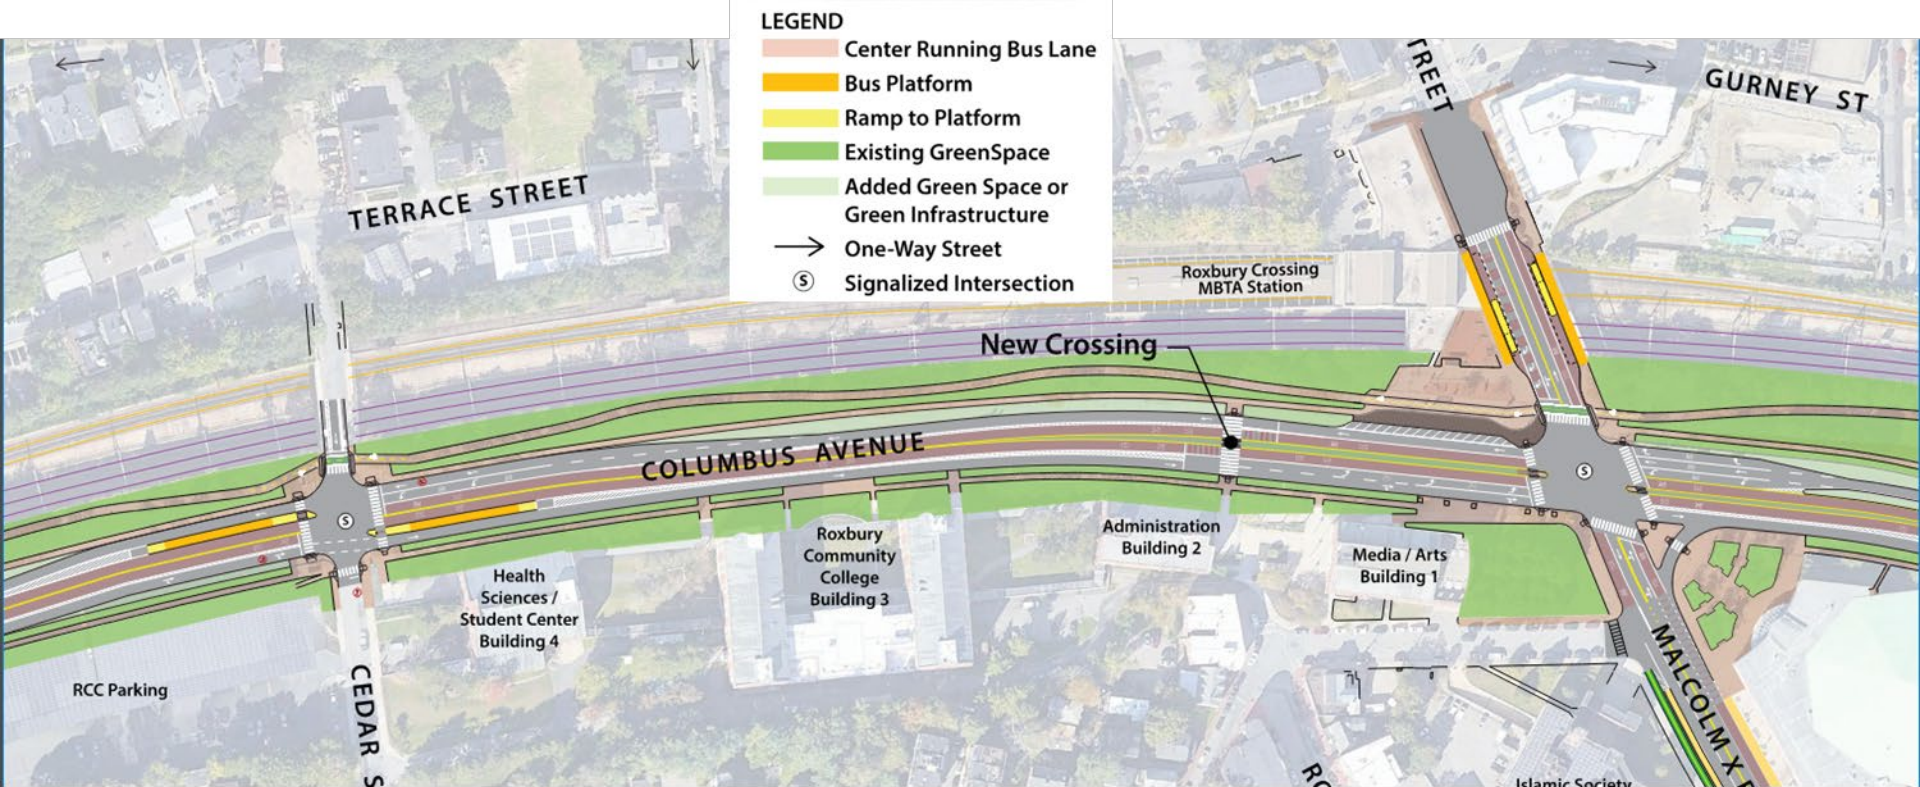 LEGEND
Center Running Bus Lane
Bus Platform
Ramp to Platform
Existing GreenSpace
Added Green Space or
Green Infrastructure
One-Way Street
S Signalized Intersection
TREET
GURNEY ST
TERRACE STREET
Roxbury Crossing
MBTA Station
New Crossing
COLUMBUS AVENUE
S
S
Health
Sciences /
Student Center
Building 4
Roxbury
Community
College
Building 3
Administration
Building 2
Media / Arts
Building 1
RCC Parking
CEDAR S
MALCOLM X
RO
Islamic Society